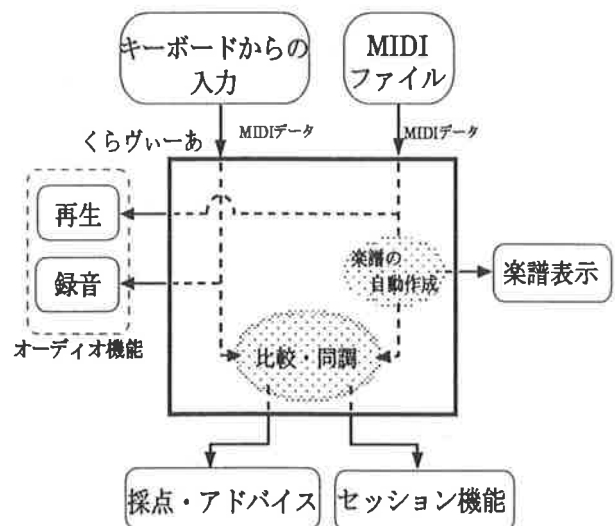 キーボードからの
入力
MIDI
ファイル
くらヴぃーあ
MIDIデータ
MIDIデータ
再生
録音
オーディオ機能
楽譜の
自動作成
楽譜表示
比較・同調
採点・アドバイス
セッション機能